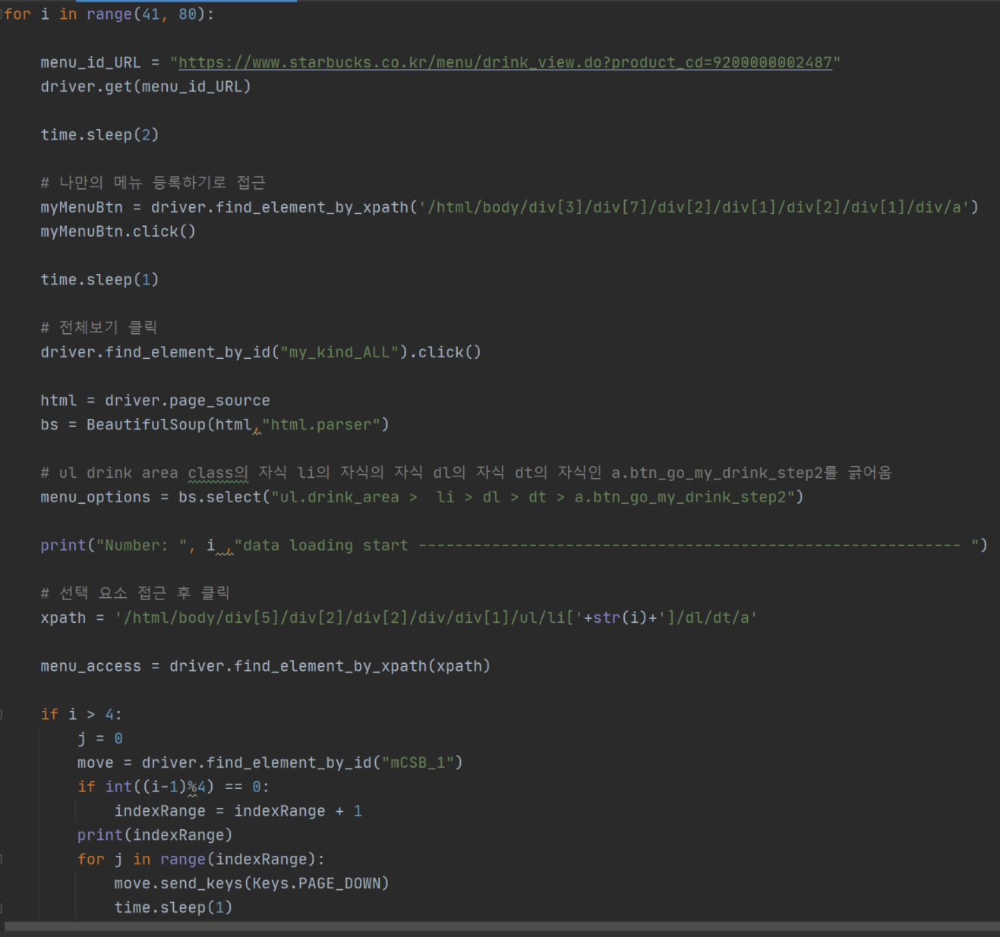 for i in range(41, 80):
menu_id_URL = "https://www.starbucks.co.kr/menu/drink_view.do?product_cd=9200000002487"
driver.get(menu_id_URL)
time.sleep(2)
# 나만의 메뉴 등록하기로 접근
myMenuBtn = driver.find_element_by_xpath('/html/body/div[3]/div[7]/div[2]/div[1]/div[2]/div[1]/div/a')
myMenuBtn.click()
time.sleep(1)
# 전체보기 클릭
driver.find_element_by_id("my_kind_ALL").click()
html = driver.page_source
bs = BeautifulSoup(html,"html.parser")
# ul drink area class의 자식 li의 자식의 자식 dl의 자식 dt의 자식인 a.btn_go_my_drink_step2를 긁어옴
menu_options = bs.select("ul.drink_area >  li > dl > dt > a.btn_go_my_drink_step2")
print("Number: ", i ,"data loading start ----------------------------------------------------------- ")
# 선택 요소 접근 후 클릭
xpath = '/html/body/div[5]/div[2]/div[2]/div/div[1]/ul/li['+str(i)+']/dl/dt/a'
menu_access = driver.find_element_by_xpath(xpath)
if i > 4:
j = 0
move = driver.find_element_by_id("mCSB_1")
if int((i-1)%4) == 0:
indexRange = indexRange + 1
print(indexRange)
for j in range(indexRange):
move.send_keys(Keys.PAGE_DOWN)
time.sleep(1)